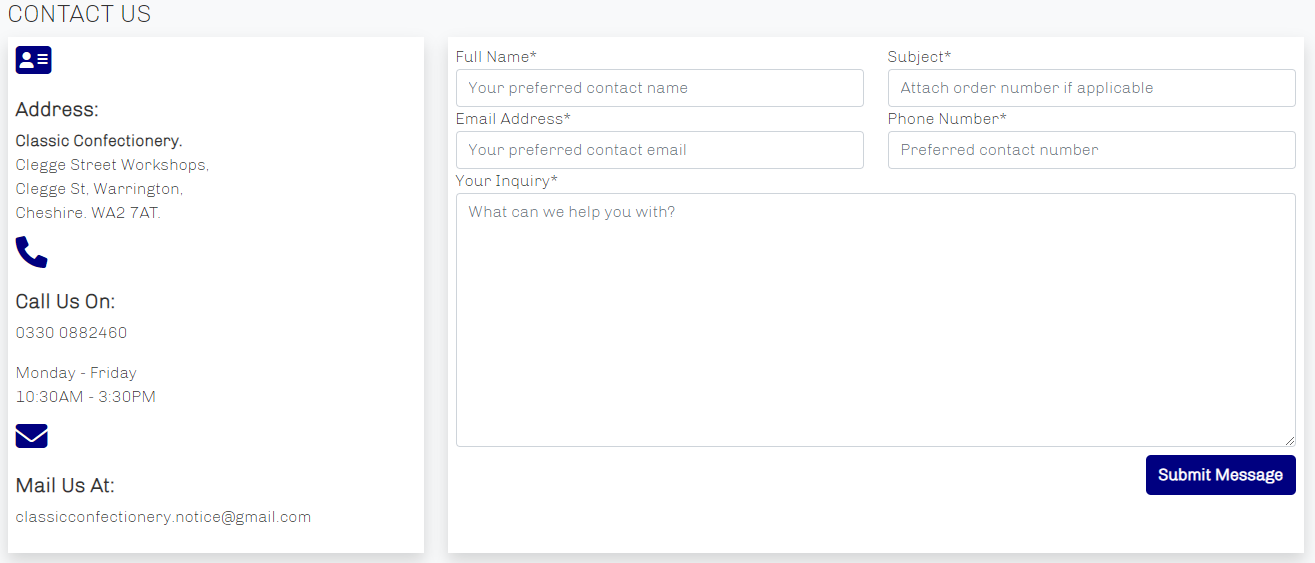 CONTACT US
Address:
Classic Confectionery.
Clegge Street Workshops,
Clegge St, Warrington,
Cheshire. WA2 7AT.
Call Us On:
0330 0882460
Monday - Friday
10:30AM - 3:30PM
Mail Us At:
classicconfectionery.notice@gmail.com
Full Name*
Your preferred contact name
Subject*
Attach order number if applicable
Email Address*
Your preferred contact email
Phone Number*
Preferred contact number
Your Inquiry*
What can we help you with?
Submit Message